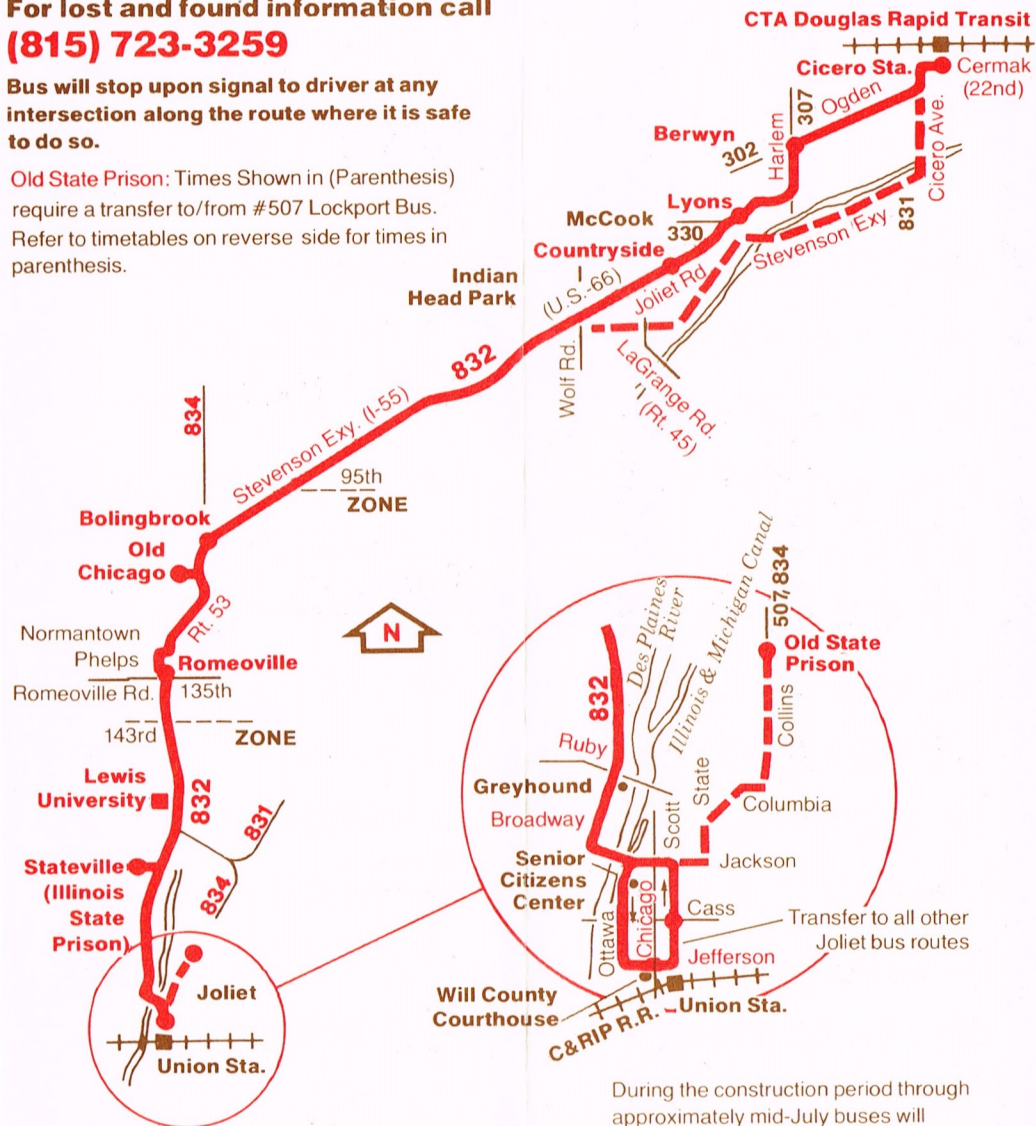 For lost and found information call
(815) 723-3259
Bus will stop upon signal to driver at any
intersection along the route where it is safe
to do so.
Old State Prison: Times Shown in (Parenthesis)
require a transfer to/from #507 Lockport Bus.
Refer to timetables on reverse side for times in
parenthesis.
CTA Douglas Rapid Transit
Cicero Sta.
Cermak
(22nd)
307
Ogden
Harlem
Cicero Ave.
Berwyn
302
Lyons
831
McCook
330
Stevenson Exy
Countryside
Indian
Head Park
(U.S.-66)
Joliet Rd
832
Wolf Rd.
LaGrange Rd.
(Rt. 45)
834
Stevenson Exy. (I-55)
95th
ZONE
Bolingbrook
Old
Chicago
Rt. 53
N
Normantown
Phelps
Romeoville
Romeoville Rd.
135th
143rd
ZONE
Lewis
University
832
831
Stateville
(Illinois
State
Prison)
834
Joliet
Union Sta.
Des Plaines
River
Illinois & Michigan Canal
507,834
Old State
Prison
832
Collins
Ruby
Greyhound
State
Scott
Columbia
Broadway
Jackson
Senior
Citizens
Center
Cass
Ottawa
Chicago
Transfer to all other
Joliet bus routes
Jefferson
Will County
Courthouse
Union Sta.
C&RIP R.R.
During the construction period through
approximately mid-July buses will